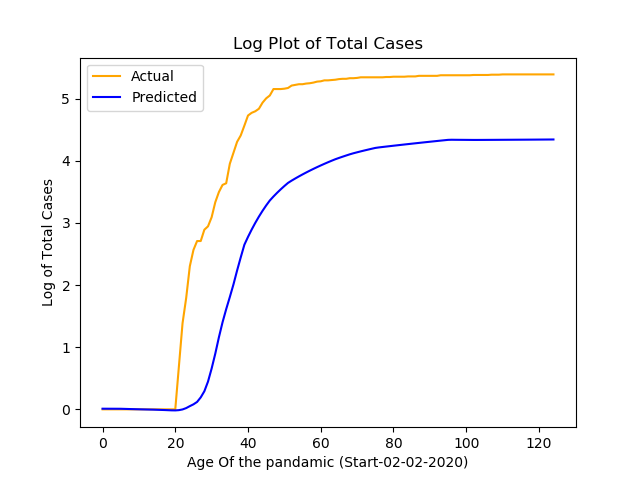 Log Plot of Total Cases
Actual
Predicted
5
4
3
2
1
0
Log of Total Cases
0 20 40 60 80 100 120
Age Of the pandamic (Start-02-02-2020)